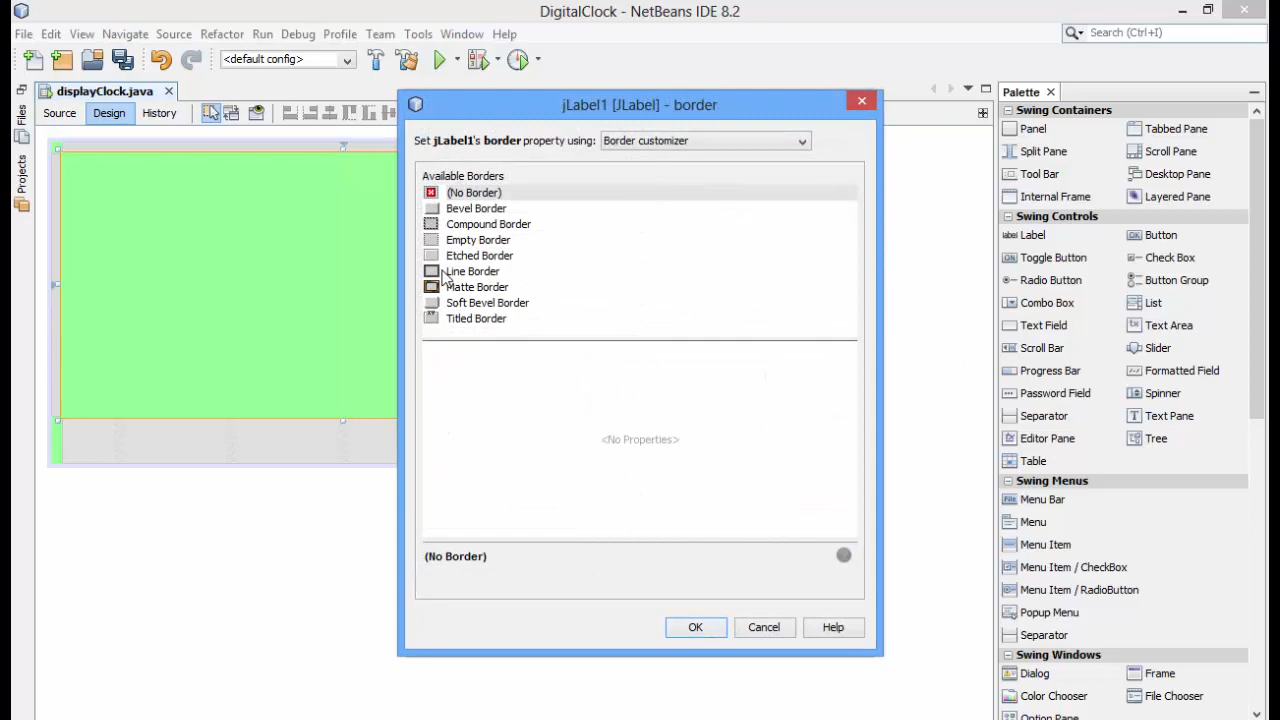 DigitalClock - NetBeans IDE 8.2
File Edit View Navigate Source Refactor Run Debug Profile Team Tools Window Help
Search (Ctrl+I)
<default config>
displayClock.java
Source Design History
Files
Projects
jLabel1 [JLabel] - border
Set jLabel1's border property using: Border customizer
Available Borders
(No Border)
Bevel Border
Compound Border
Empty Border
Etched Border
Line Border
Matte Border
Soft Bevel Border
Titled Border
<No Properties>
(No Border)
OK Cancel Help
Palette
Swing Containers
Panel Tabbed Pane
Split Pane Scroll Pane
Tool Bar Desktop Pane
Internal Frame Layered Pane
Swing Controls
Label Button
Toggle Button Check Box
Radio Button Button Group
Combo Box List
Text Field Text Area
Scroll Bar Slider
Progress Bar Formatted Field
Password Field Spinner
Separator Text Pane
Editor Pane Tree
Table
Swing Menus
Menu Bar
Menu
Menu Item
Menu Item / CheckBox
Menu Item / RadioButton
Popup Menu
Separator
Swing Windows
Dialog Frame
Color Chooser File Chooser
Option Pane